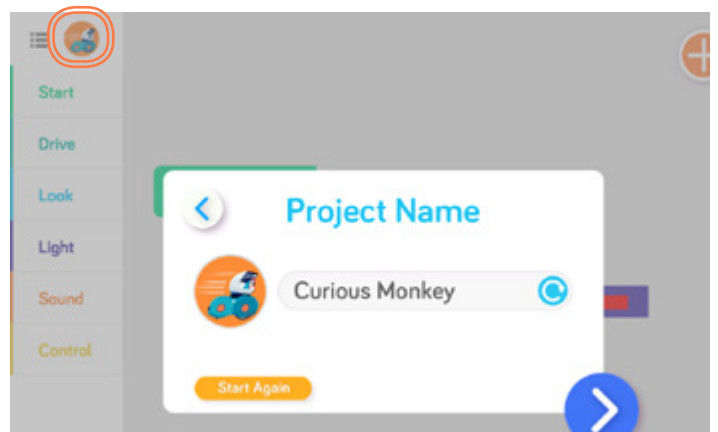 Start
Drive
Look
Light
Sound
Control
Project Name
Curious Monkey
Start Again